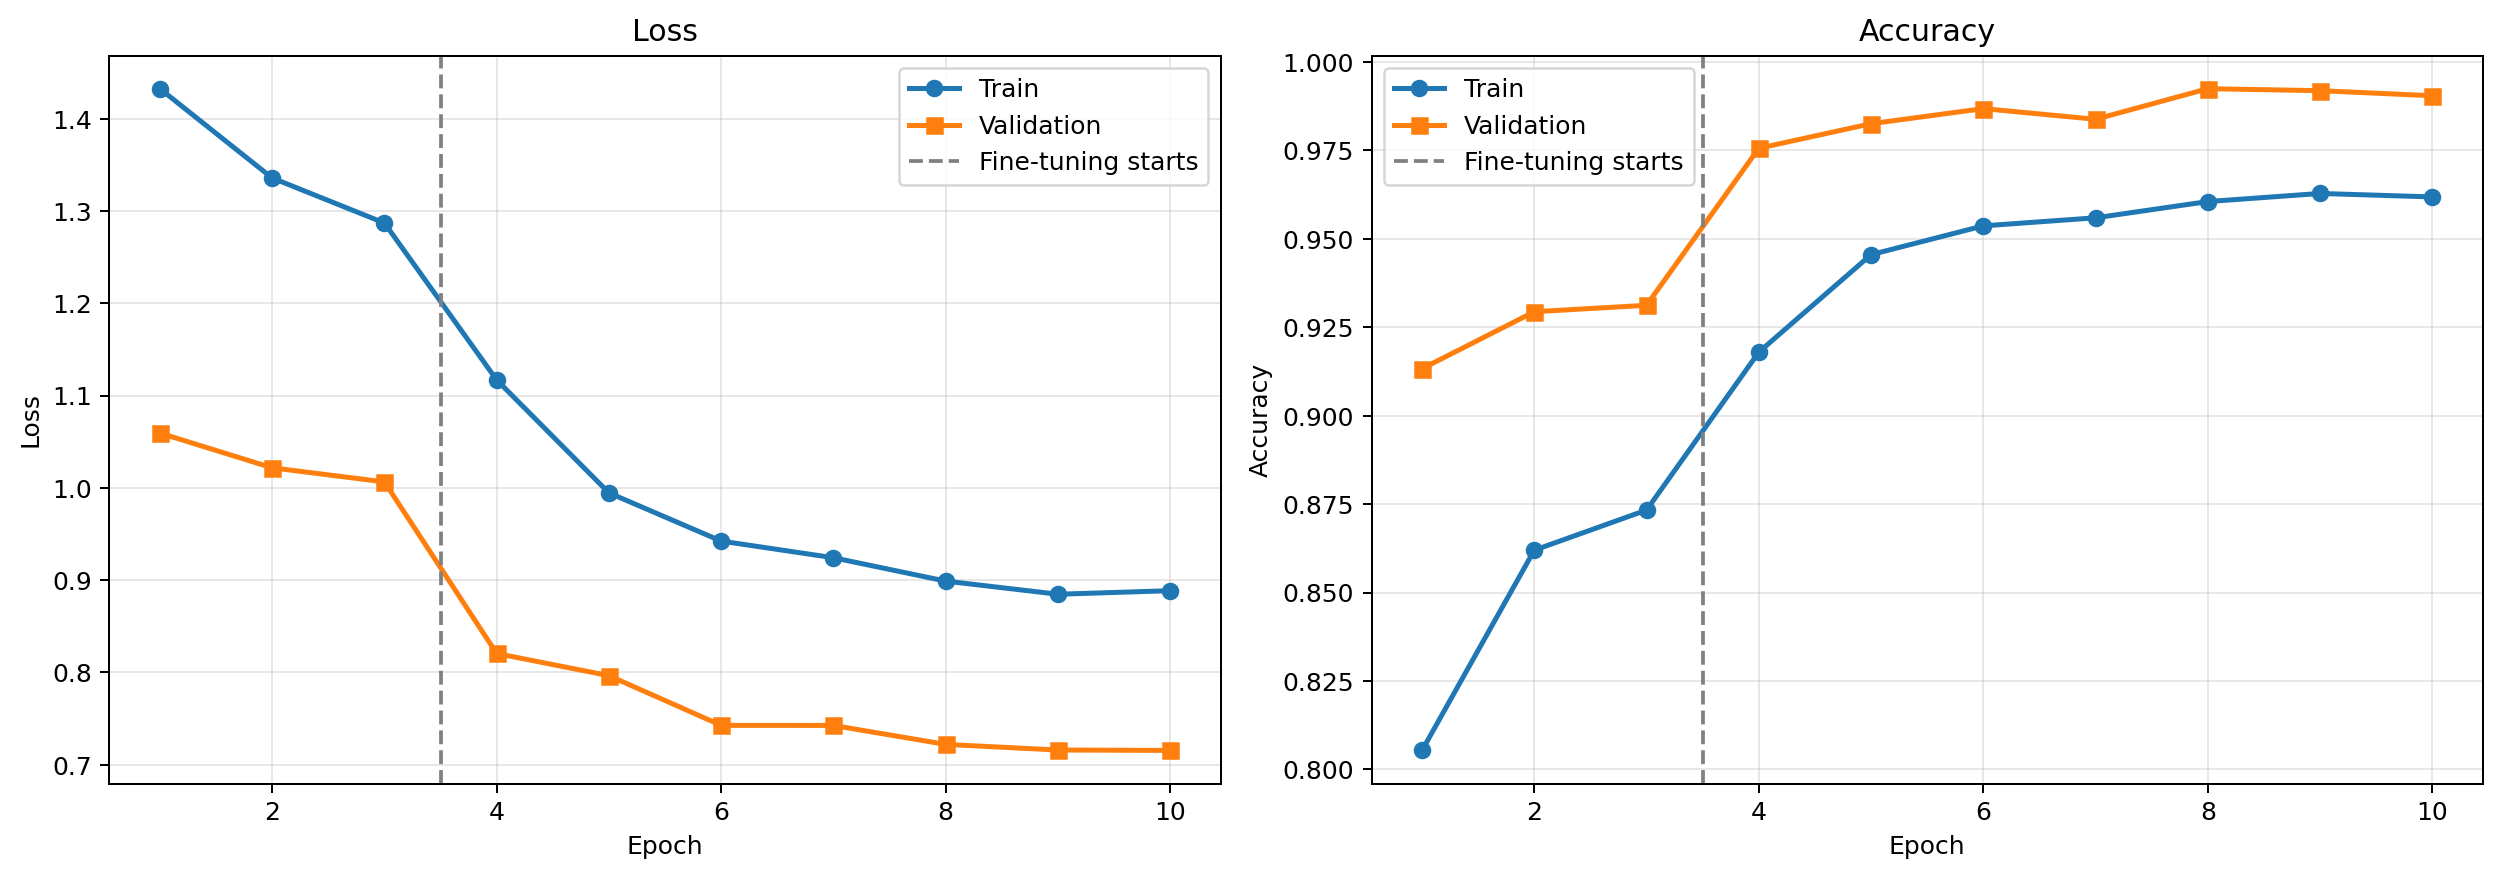 Loss
Train
Validation
Fine-tuning starts
1.4
1.3
1.2
1.1
1.0
0.9
0.8
0.7
Loss
2
4
6
8
10
Epoch
Accuracy
Train
Validation
Fine-tuning starts
1.000
0.975
0.950
0.925
0.900
0.875
0.850
0.825
0.800
Accuracy
2
4
6
8
10
Epoch